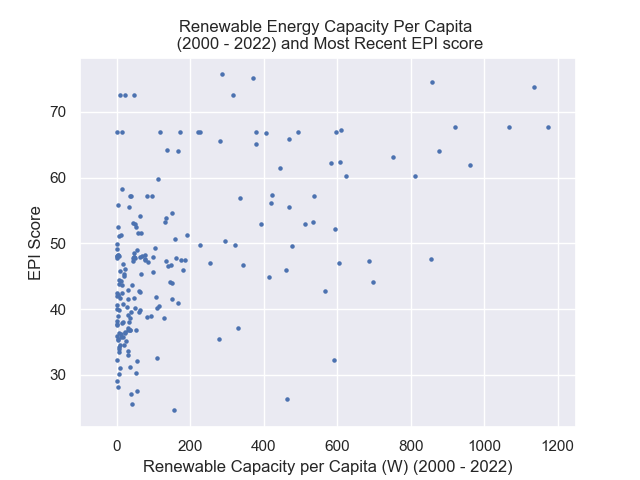 Renewable Energy Capacity Per Capita
(2000 - 2022) and Most Recent EPI score
EPI Score
70
60
50
40
30
0 200 400 600 800 1000 1200
Renewable Capacity per Capita (W) (2000 - 2022)